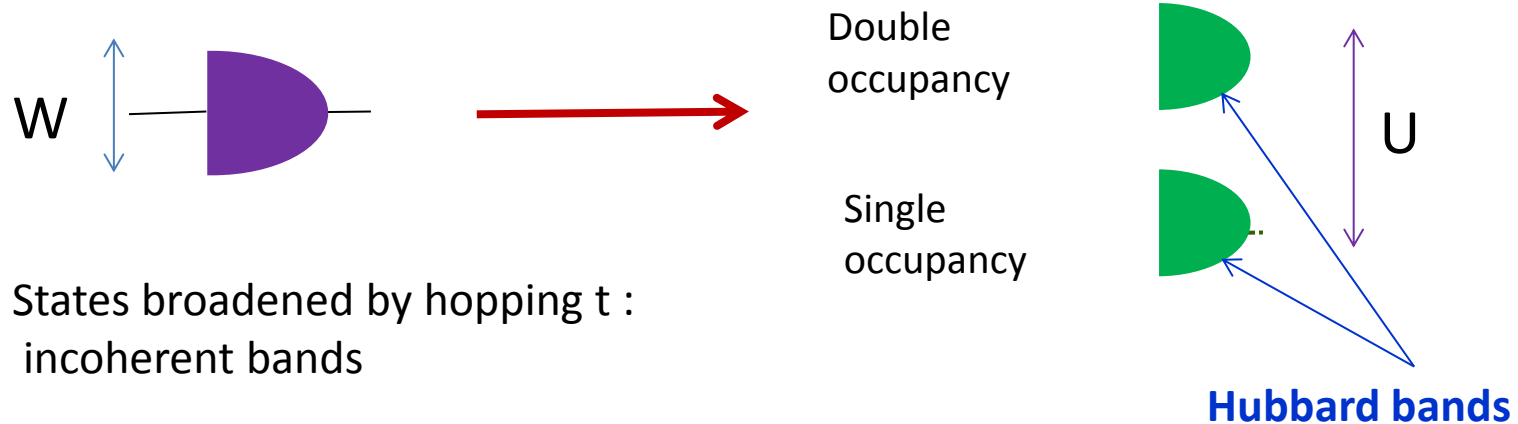 W
States broadened by hopping t :
incoherent bands
Double
occupancy
Single
occupancy
U
Hubbard bands